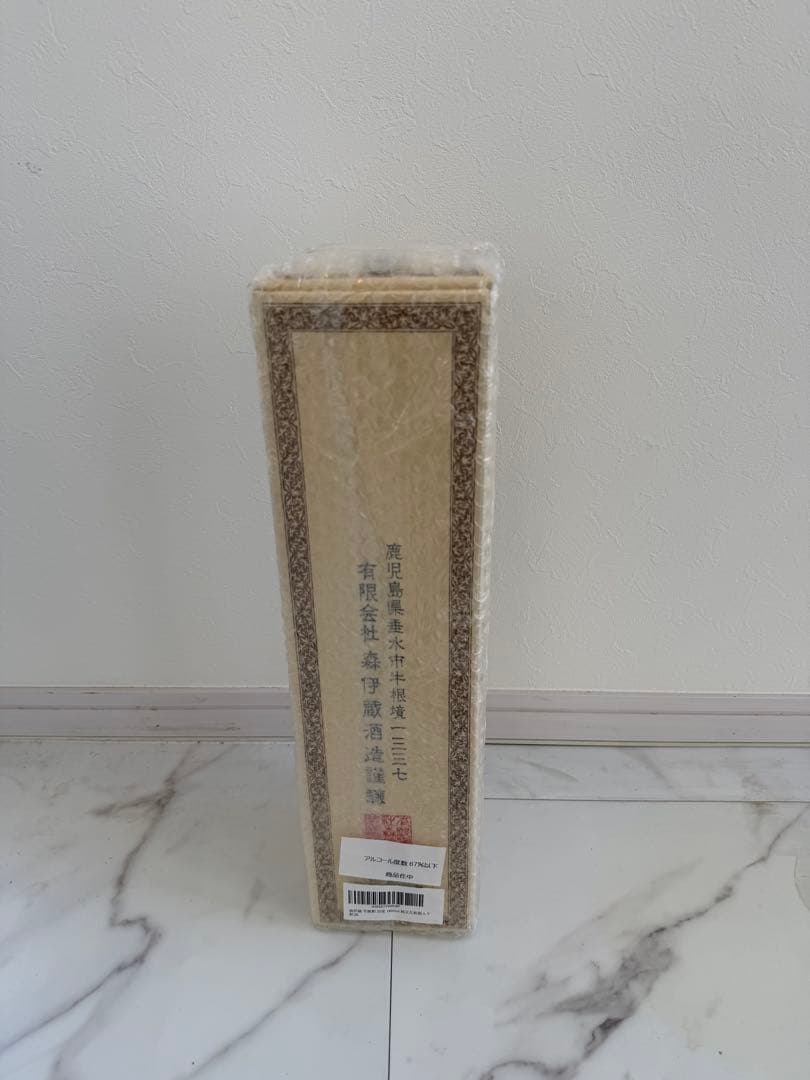 鹿児島県垂水市牛根境一二三七
有限会社 森伊蔵酒造謹醸
アルコール度数67%以下
商品在中